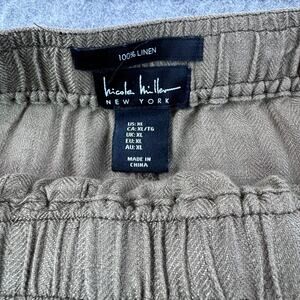 100% LINEN
nicole miller
NEW YORK
US:XL
CA:XL/TG
UK:XL
EU:XL
AU:XL
MADE IN
CHINA